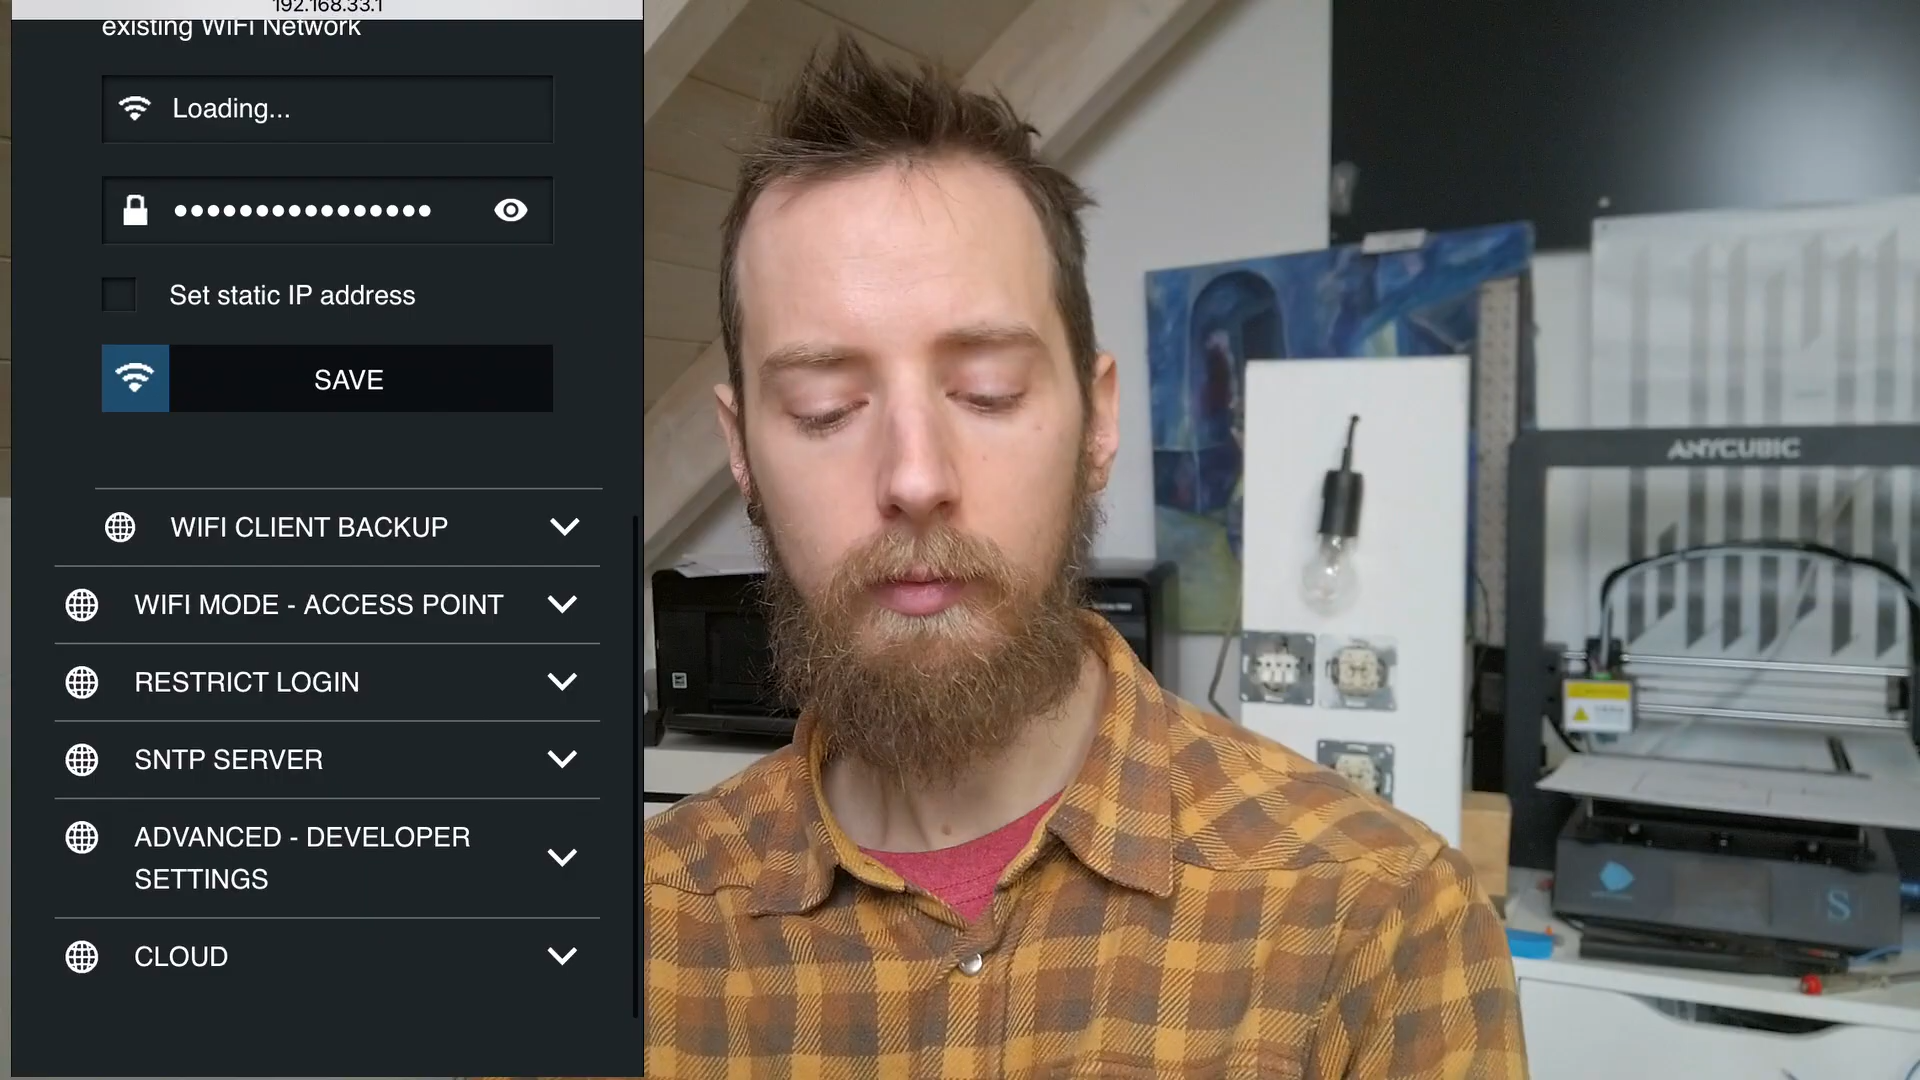 192.168.33.1
existing WiFi Network
Loading...
••••••••••••••••
Set static IP address
SAVE
WIFI CLIENT BACKUP
WIFI MODE - ACCESS POINT
RESTRICT LOGIN
SNTP SERVER
ADVANCED - DEVELOPER
SETTINGS
CLOUD
ANYCUBIC
S